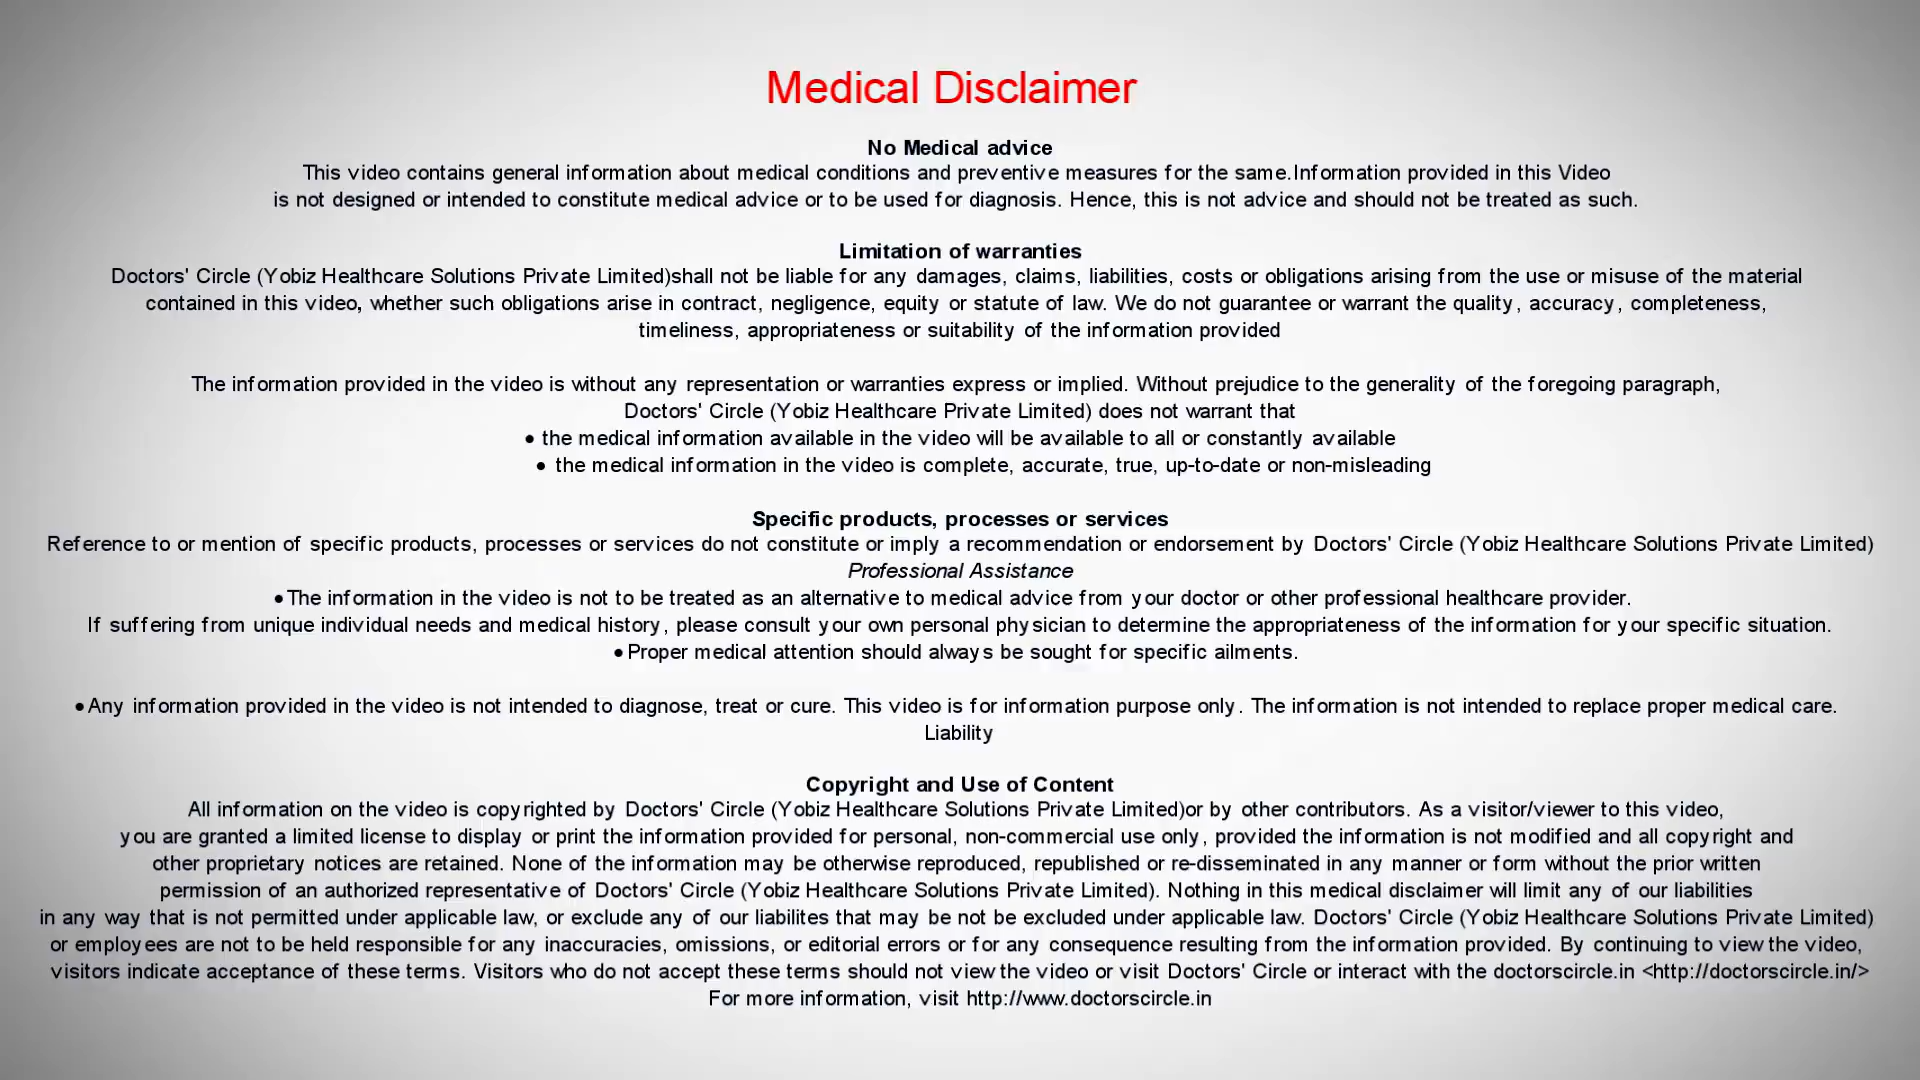 Medical Disclaimer
No Medical advice
This video contains general information about medical conditions and preventive measures for the same.Information provided in this Video
is not designed or intended to constitute medical advice or to be used for diagnosis. Hence, this is not advice and should not be treated as such.
Limitation of warranties
Doctors' Circle (Yobiz Healthcare Solutions Private Limited)shall not be liable for any damages, claims, liabilities, costs or obligations arising from the use or misuse of the material
contained in this video, whether such obligations arise in contract, negligence, equity or statute of law. We do not guarantee or warrant the quality, accuracy, completeness,
timeliness, appropriateness or suitability of the information provided
The information provided in the video is without any representation or warranties express or implied. Without prejudice to the generality of the foregoing paragraph,
Doctors' Circle (Yobiz Healthcare Private Limited) does not warrant that
• the medical information available in the video will be available to all or constantly available
• the medical information in the video is complete, accurate, true, up-to-date or non-misleading
Specific products, processes or services
Reference to or mention of specific products, processes or services do not constitute or imply a recommendation or endorsement by Doctors' Circle (Yobiz Healthcare Solutions Private Limited)
Professional Assistance
•The information in the video is not to be treated as an alternative to medical advice from your doctor or other professional healthcare provider.
If suffering from unique individual needs and medical history, please consult your own personal physician to determine the appropriateness of the information for your specific situation.
•Proper medical attention should always be sought for specific ailments.
•Any information provided in the video is not intended to diagnose, treat or cure. This video is for information purpose only. The information is not intended to replace proper medical care.
Liability
Copyright and Use of Content
All information on the video is copyrighted by Doctors' Circle (Yobiz Healthcare Solutions Private Limited)or by other contributors. As a visitor/viewer to this video,
you are granted a limited license to display or print the information provided for personal, non-commercial use only, provided the information is not modified and all copyright and
other proprietary notices are retained. None of the information may be otherwise reproduced, republished or re-disseminated in any manner or form without the prior written
permission of an authorized representative of Doctors' Circle (Yobiz Healthcare Solutions Private Limited). Nothing in this medical disclaimer will limit any of our liabilities
in any way that is not permitted under applicable law, or exclude any of our liabilites that may be not be excluded under applicable law. Doctors' Circle (Yobiz Healthcare Solutions Private Limited)
or employees are not to be held responsible for any inaccuracies, omissions, or editorial errors or for any consequence resulting from the information provided. By continuing to view the video,
visitors indicate acceptance of these terms. Visitors who do not accept these terms should not view the video or visit Doctors' Circle or interact with the doctorscircle.in <http://doctorscircle.in/>
For more information, visit http://www.doctorscircle.in